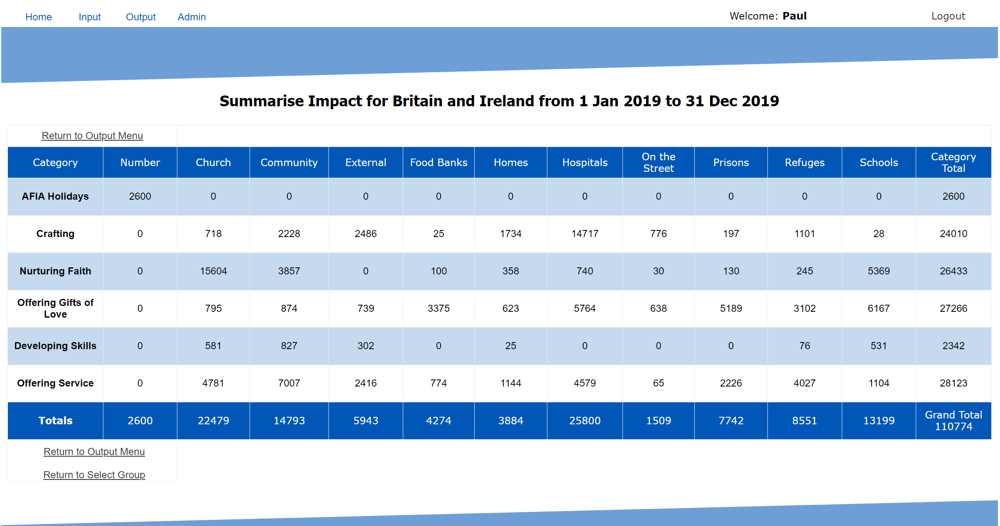 Home Input Output Admin Welcome: Paul Logout
Summarise Impact for Britain and Ireland from 1 Jan 2019 to 31 Dec 2019
Return to Output Menu
Category Number Church Community External Food Banks Homes Hospitals On the Street Prisons Refuges Schools Category Total
AFIA Holidays 2600 0 0 0 0 0 0 0 0 0 0 2600
Crafting 0 718 2228 2486 25 1734 14717 776 197 1101 28 24010
Nurturing Faith 0 15604 3857 0 100 358 740 30 130 245 5369 26433
Offering Gifts of Love 0 795 874 739 3375 623 5764 638 5189 3102 6167 27266
Developing Skills 0 581 827 302 0 25 0 0 0 76 531 2342
Offering Service 0 4781 7007 2416 774 1144 4579 65 2226 4027 1104 28123
Totals 2600 22479 14793 5943 4274 3884 25800 1509 7742 8551 13199 Grand Total 110774
Return to Output Menu
Return to Select Group